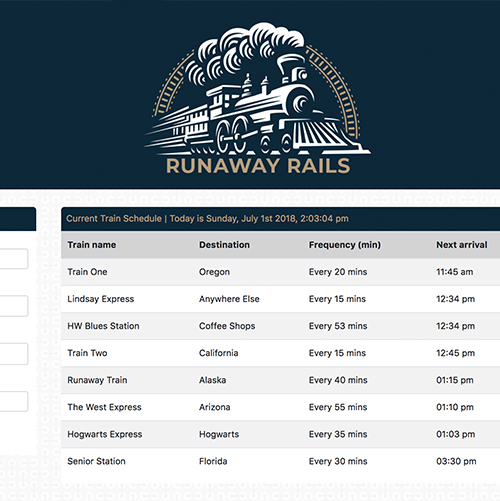 RUNAWAY RAILS
Current Train Schedule | Today is Sunday, July 1st 2018, 2:03:04 pm
Train name Destination Frequency (min) Next arrival
Train One Oregon Every 20 mins 11:45 am
Lindsay Express Anywhere Else Every 15 mins 12:34 pm
HW Blues Station Coffee Shops Every 53 mins 12:34 pm
Train Two California Every 15 mins 12:45 pm
Runaway Train Alaska Every 40 mins 01:15 pm
The West Express Arizona Every 55 mins 01:10 pm
Hogwarts Express Hogwarts Every 35 mins 01:03 pm
Senior Station Florida Every 30 mins 03:30 pm